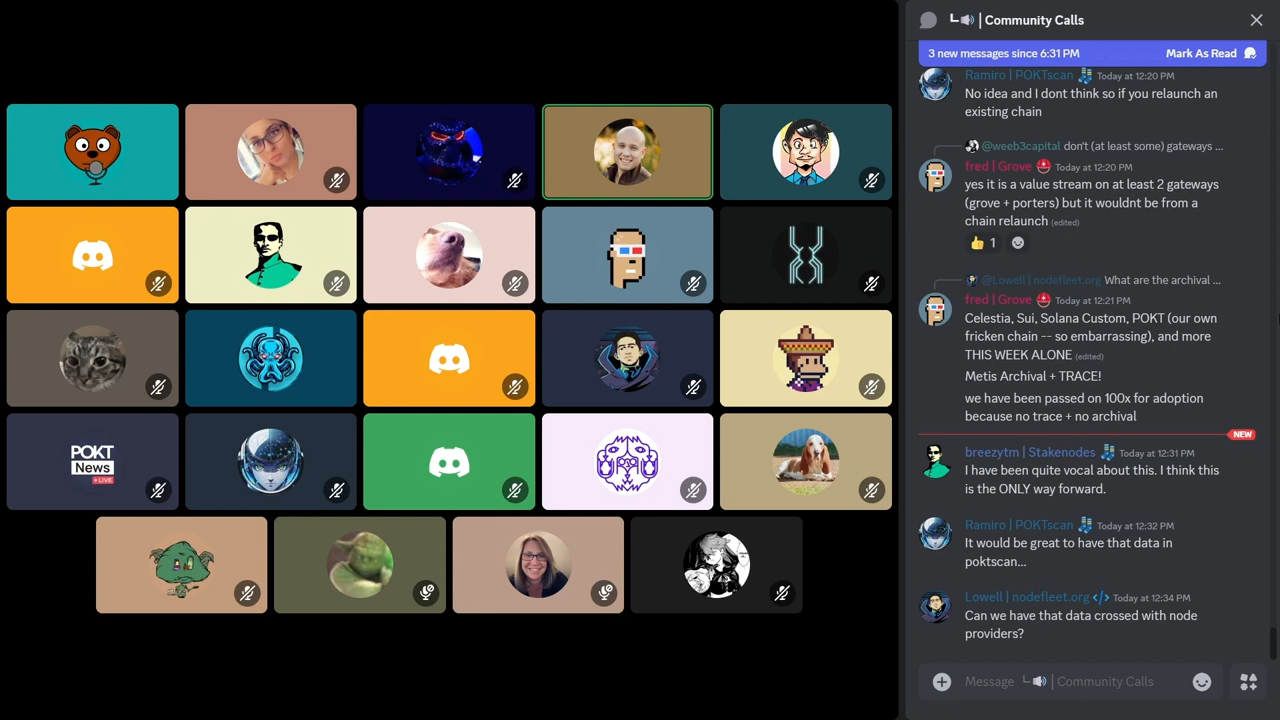 Community Calls
3 new messages since 6:31 PM Mark As Read
Ramiro | POKTscan Today at 12:20 PM
No idea and I dont think so if you relaunch an
existing chain
@weeb3capital don't (at least some) gateways ...
fred | Grove Today at 12:20 PM
yes it is a value stream on at least 2 gateways
(grove + porters) but it wouldnt be from a
chain relaunch (edited)
1
@Lowell | nodefleet.org What are the archival ...
fred | Grove Today at 12:21 PM
Celestia, Sui, Solana Custom, POKT (our own
fricken chain -- so embarrassing), and more
THIS WEEK ALONE (edited)
Metis Archival + TRACE!
we have been passed on 100x for adoption
because no trace + no archival
NEW
breezytm | Stakenodes Today at 12:31 PM
I have been quite vocal about this. I think this
is the ONLY way forward.
Ramiro | POKTscan Today at 12:32 PM
It would be great to have that data in
poktscan...
Lowell | nodefleet.org Today at 12:34 PM
Can we have that data crossed with node
providers?
Message Community Calls
POKT
News
LIVE